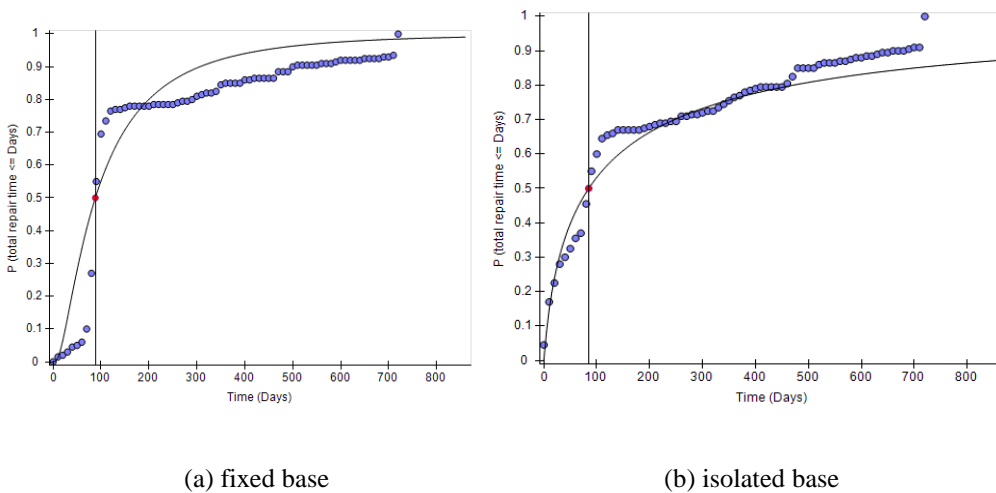 P (total repair time <= Days)
1
0.9
0.8
0.7
0.6
0.5
0.4
0.3
0.2
0.1
0
0 100 200 300 400 500 600 700 800
Time (Days)
(a) fixed base
P (total repair time <= Days)
1
0.9
0.8
0.7
0.6
0.5
0.4
0.3
0.2
0.1
0
0 100 200 300 400 500 600 700 800
Time (Days)
(b) isolated base